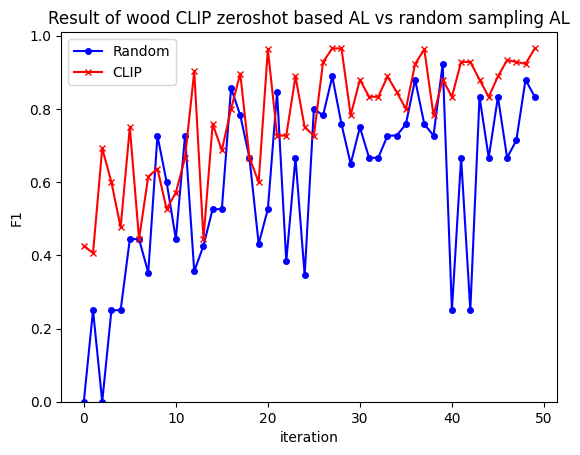 Result of wood CLIP zeroshot based AL vs random sampling AL
Random
CLIP
F1
1.0
0.8
0.6
0.4
0.2
0.0
0 10 20 30 40 50
iteration